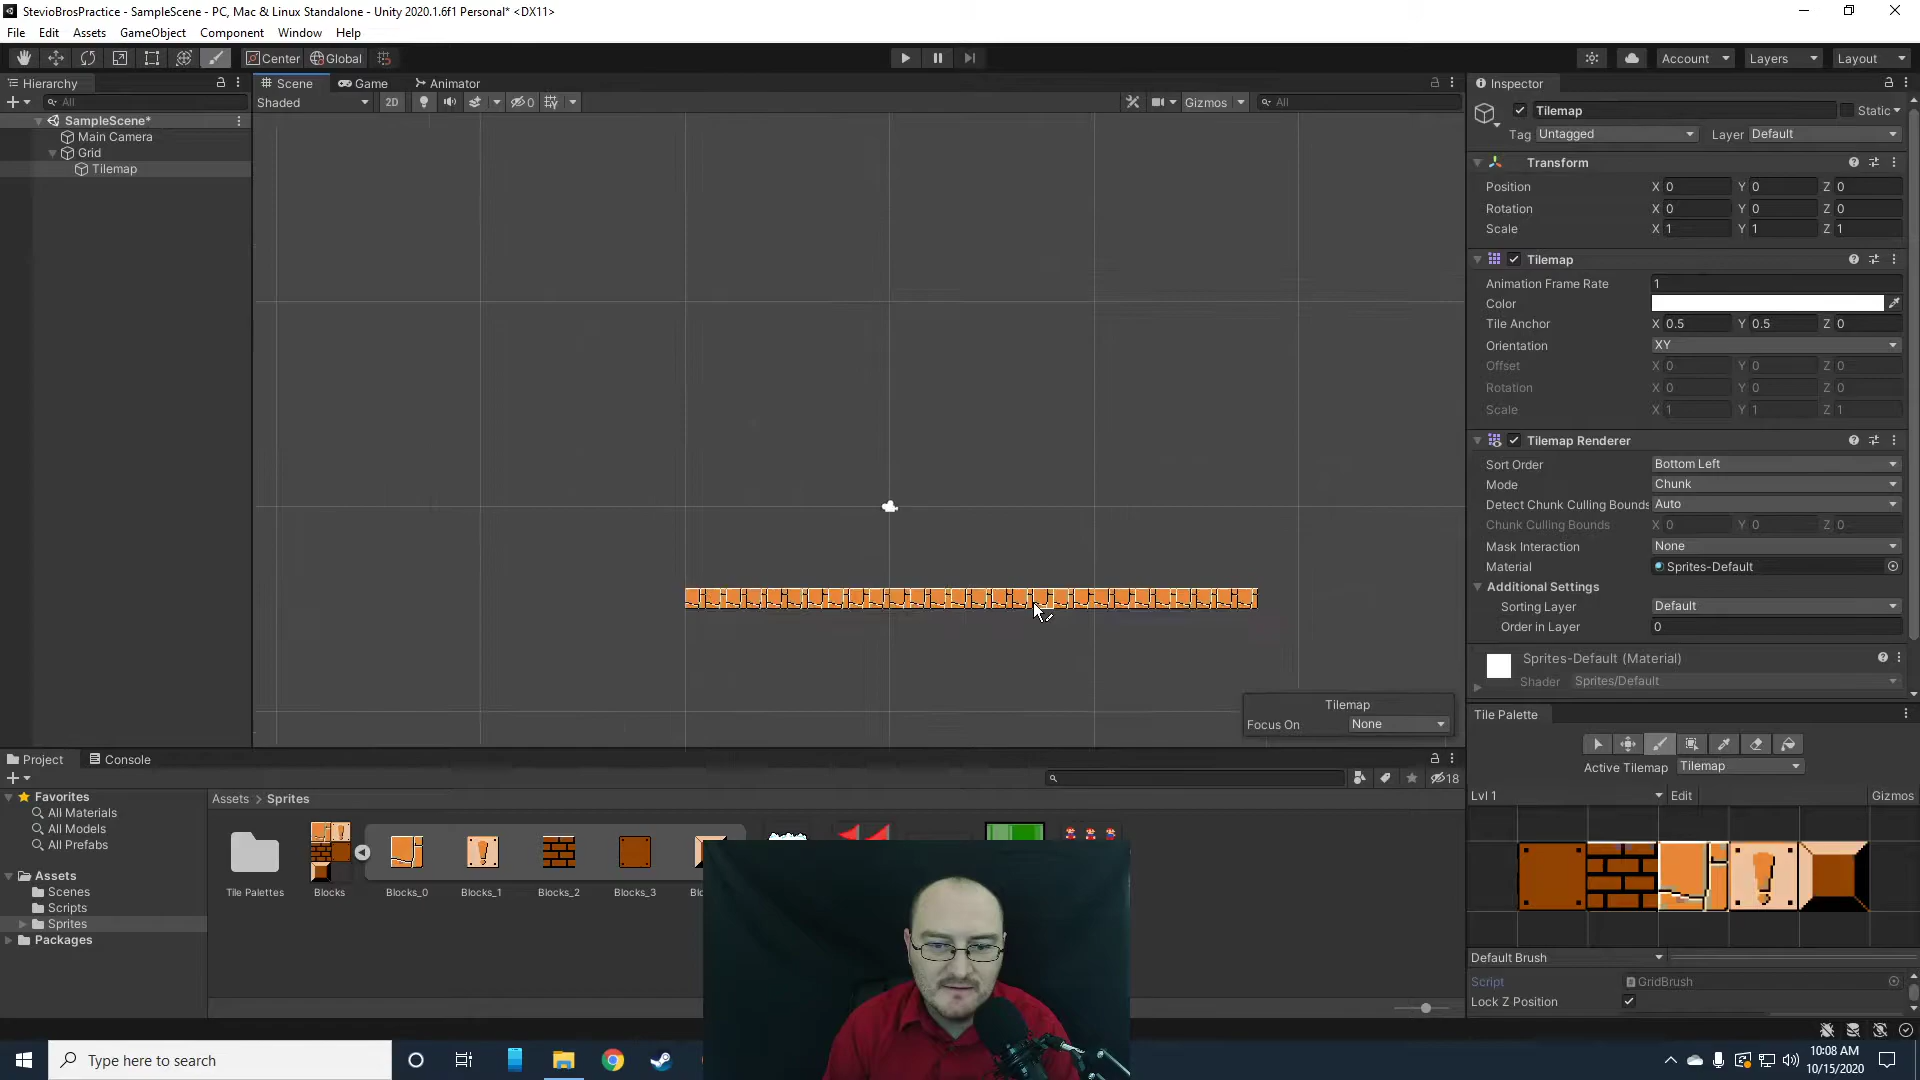 StevioBrosPractice - SampleScene - PC, Mac & Linux Standalone - Unity 2020.1.6f1 Personal* <DX11>
File Edit Assets GameObject Component Window Help
Center Global Account Layers Layout
Hierarchy
All
SampleScene*
Main Camera
Grid
Tilemap
Scene Game Animator
Shaded 2D 0 Gizmos All
Tilemap
Focus On None
Inspector
Tilemap Static
Tag Untagged Layer Default
Transform
Position X 0 Y 0 Z 0
Rotation X 0 Y 0 Z 0
Scale X 1 Y 1 Z 1
Tilemap
Animation Frame Rate 1
Color
Tile Anchor X 0.5 Y 0.5 Z 0
Orientation XY
Offset X 0 Y 0 Z 0
Rotation X 0 Y 0 Z 0
Scale X 1 Y 1 Z 1
Tilemap Renderer
Sort Order Bottom Left
Mode Chunk
Detect Chunk Culling Bounds Auto
Chunk Culling Bounds X 0 Y 0 Z 0
Mask Interaction None
Material Sprites-Default
Additional Settings
Sorting Layer Default
Order in Layer 0
Sprites-Default (Material)
Shader Sprites/Default
Tile Palette
Active Tilemap Tilemap
Lvl 1 Edit Gizmos
Default Brush
Script GridBrush
Lock Z Position
Project Console
18
Favorites
All Materials
All Models
All Prefabs
Assets
Scenes
Scripts
Sprites
Packages
Assets > Sprites
Tile Palettes Blocks Blocks_0 Blocks_1 Blocks_2 Blocks_3
Type here to search
10:08 AM
10/15/2020